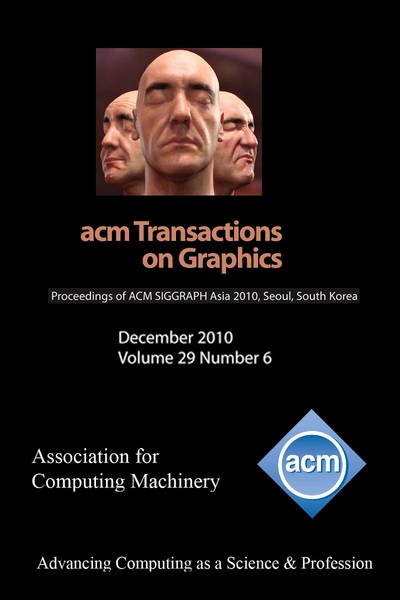 acm Transactions
on Graphics
Proceedings of ACM SIGGRAPH Asia 2010, Seoul, South Korea
December 2010
Volume 29 Number 6
Association for
Computing Machinery
acm
Advancing Computing as a Science & Profession